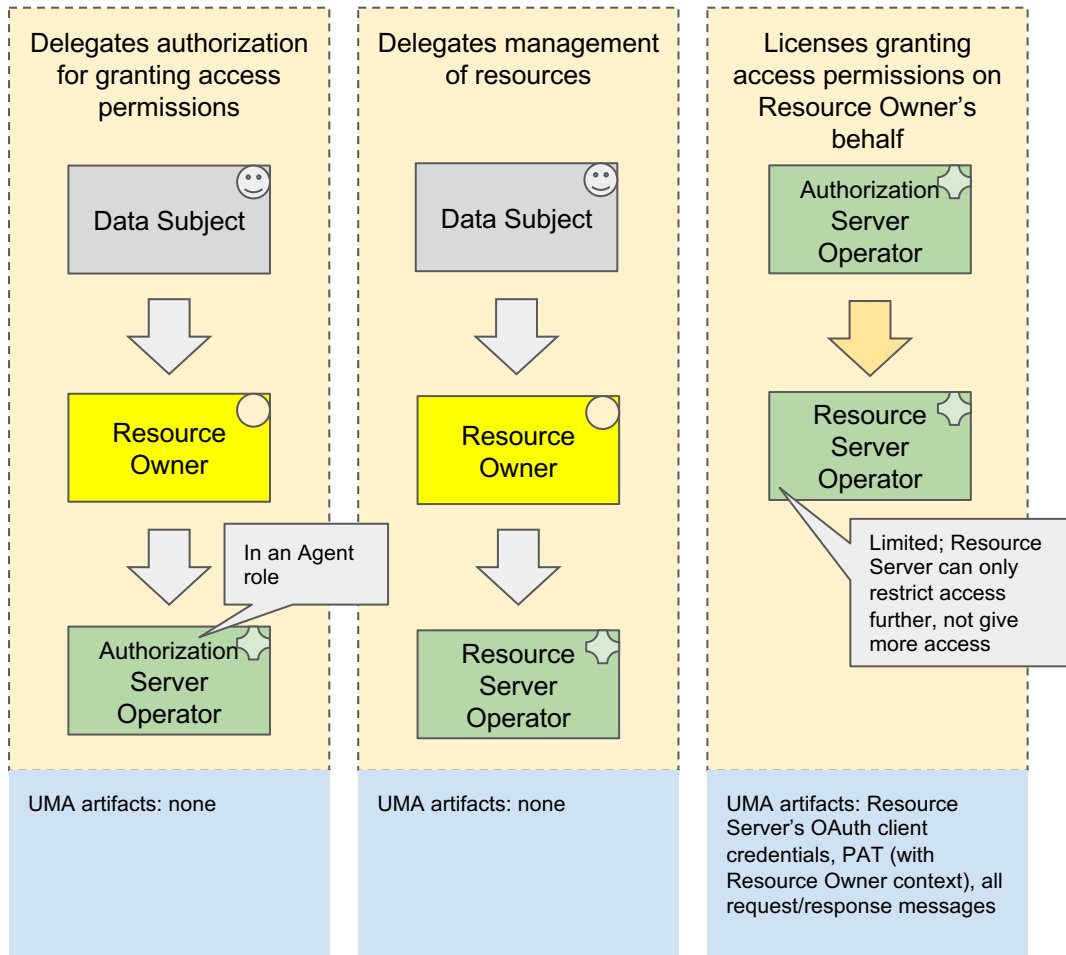 Delegates authorization
for granting access
permissions
Data Subject
Resource
Owner
In an Agent
role
Authorization
Server
Operator
UMA artifacts: none
Delegates management
of resources
Data Subject
Resource
Owner
Resource
Server
Operator
UMA artifacts: none
Licenses granting
access permissions on
Resource Owner's
behalf
Authorization
Server
Operator
Resource
Server
Operator
Limited; Resource
Server can only
restrict access
further, not give
more access
UMA artifacts: Resource
Server's OAuth client
credentials, PAT (with
Resource Owner context), all
request/response messages